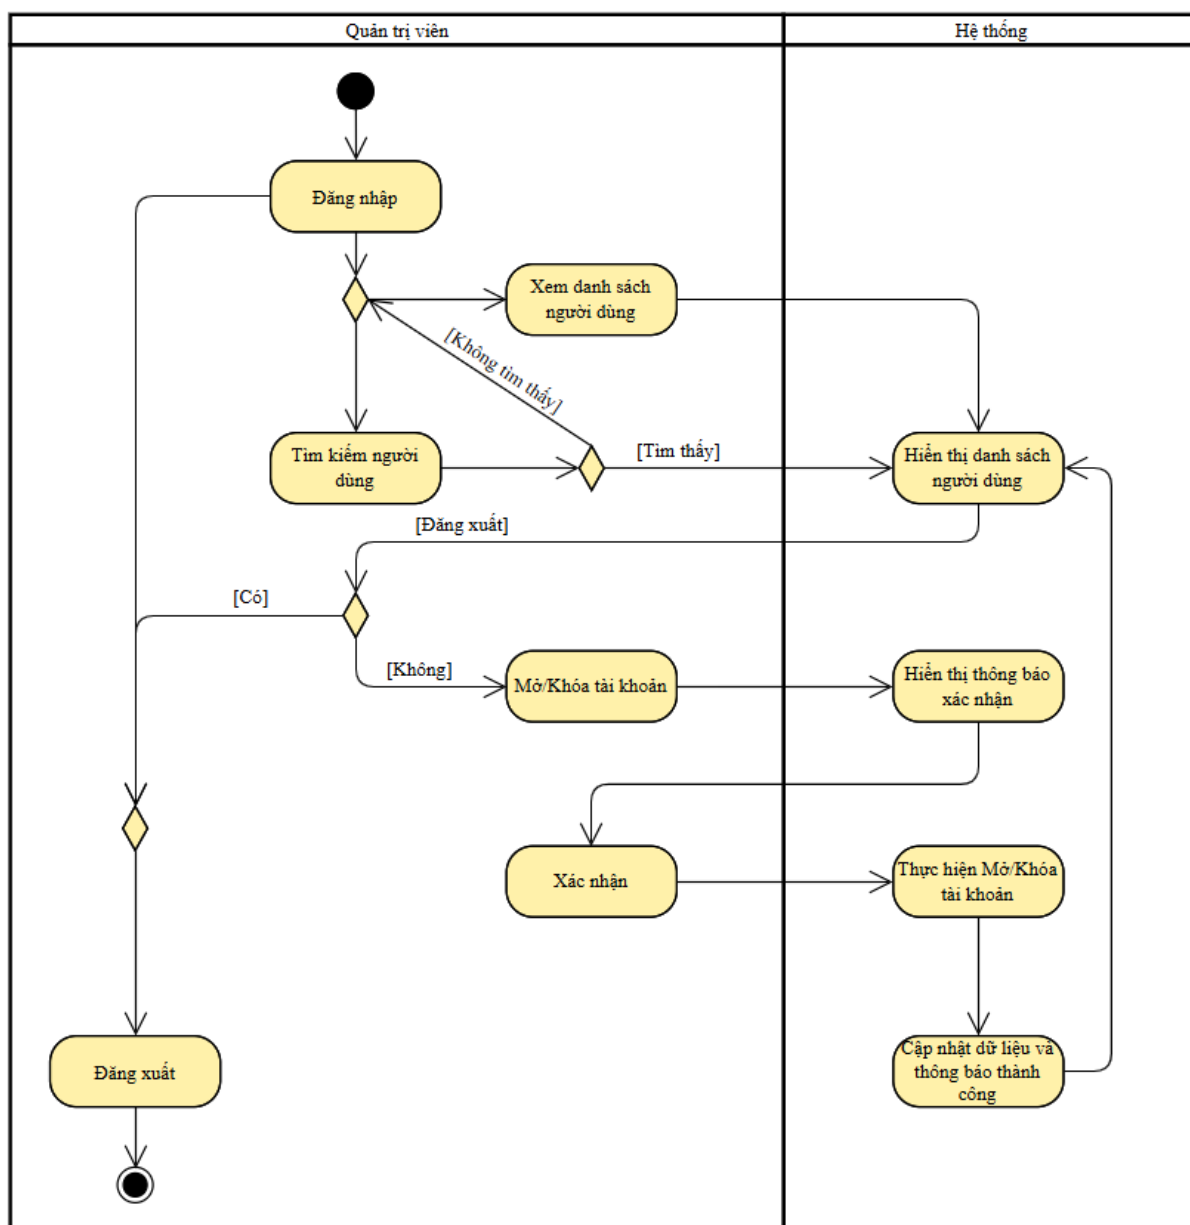 Quản trị viên
Hệ thống
Đăng nhập
Xem danh sách
người dùng
[Không tìm thấy]
Tìm kiếm người
dùng
[Tìm thấy]
Hiển thị danh sách
người dùng
[Đăng xuất]
[Có]
[Không]
Mở/Khóa tài khoản
Hiển thị thông báo
xác nhận
Xác nhận
Thực hiện Mở/Khóa
tài khoản
Đăng xuất
Cập nhật dữ liệu và
thông báo thành
công